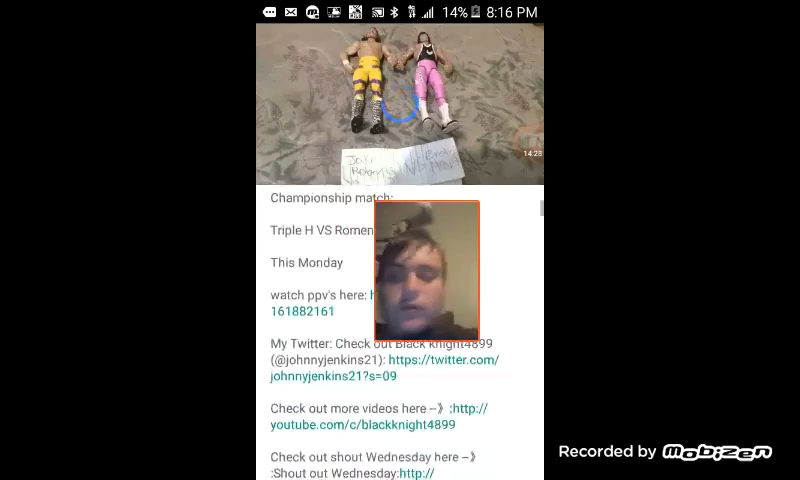 14% 8:16 PM
VS
14:28
Championship match:
Triple H VS Romen
This Monday
watch ppv's here:
161882161
My Twitter: Check out Black knight4899
(@johnnyjenkins21): https://twitter.com/
johnnyjenkins21?s=09
Check out more videos here --》:http://
youtube.com/c/blackknight4899
Check out shout Wednesday here --》
:Shout out Wednesday:http://
Recorded by mobizen